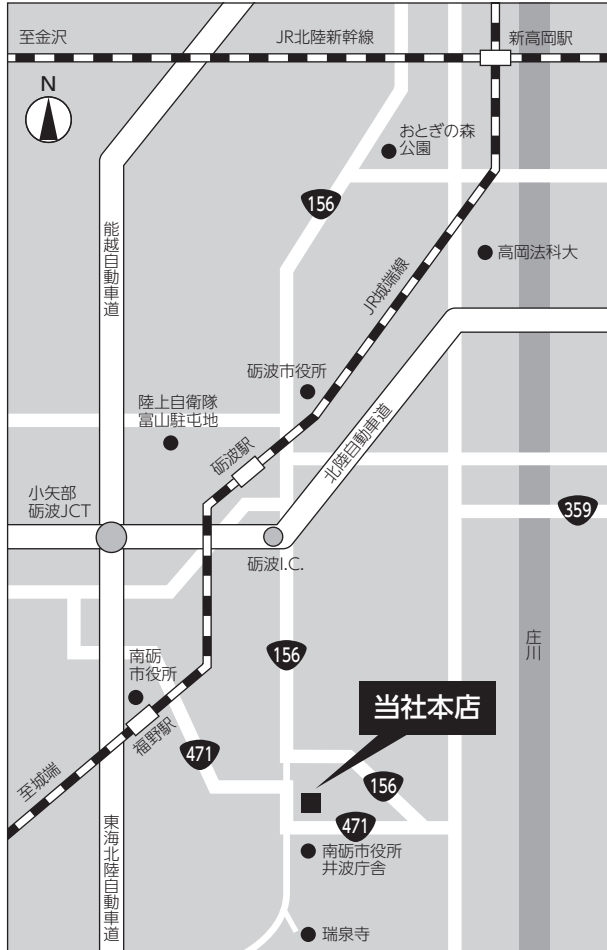 至金沢
JR北陸新幹線
新高岡駅
N
おとぎの森
公園
156
能越自動車道
高岡法科大
JR城端線
砺波市役所
陸上自衛隊
富山駐屯地
砺波駅
北陸自動車道
小矢部
砺波JCT
359
砺波I.C.
庄川
156
南砺
市役所
当社本店
福野駅
471
至城端
156
471
東海北陸自動車道
南砺市役所
井波庁舎
瑞泉寺